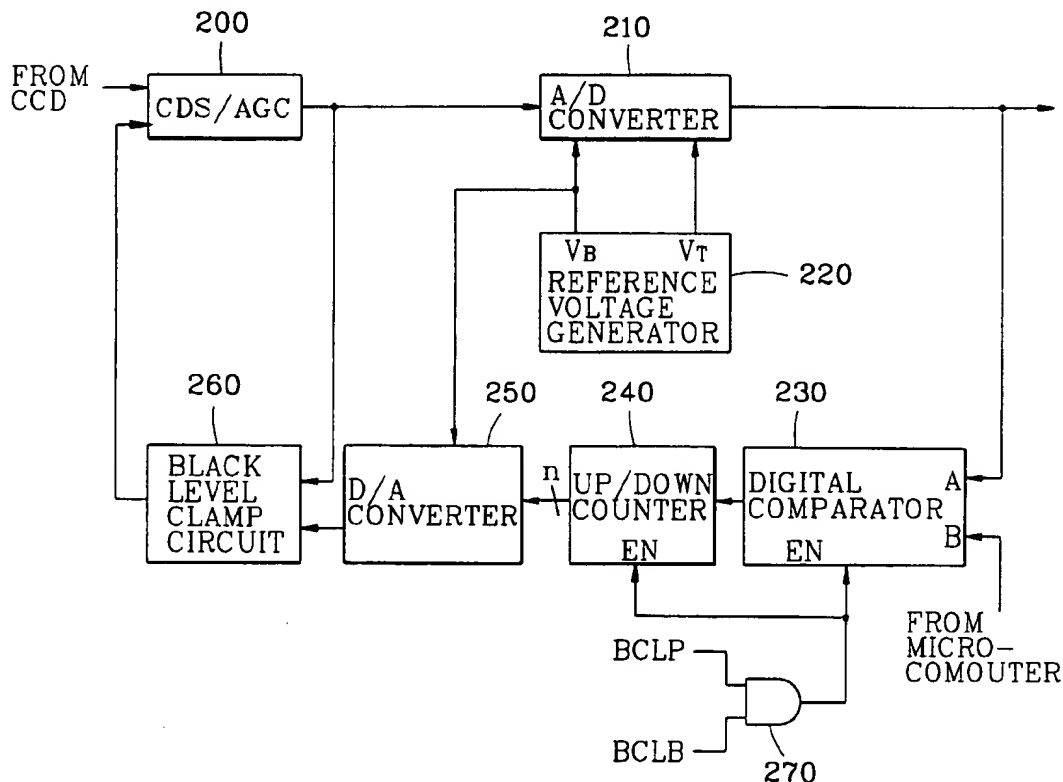 200
FROM
CCD
CDS/AGC
210
A/D
CONVERTER
VB
VT
REFERENCE
VOLTAGE
GENERATOR
220
260
BLACK
LEVEL
CLAMP
CIRCUIT
250
D/A
CONVERTER
n
240
UP/DOWN
COUNTER
EN
230
DIGITAL
COMPARATOR
A
B
EN
FROM
MICRO-
COMOUTER
BCLP
BCLB
270